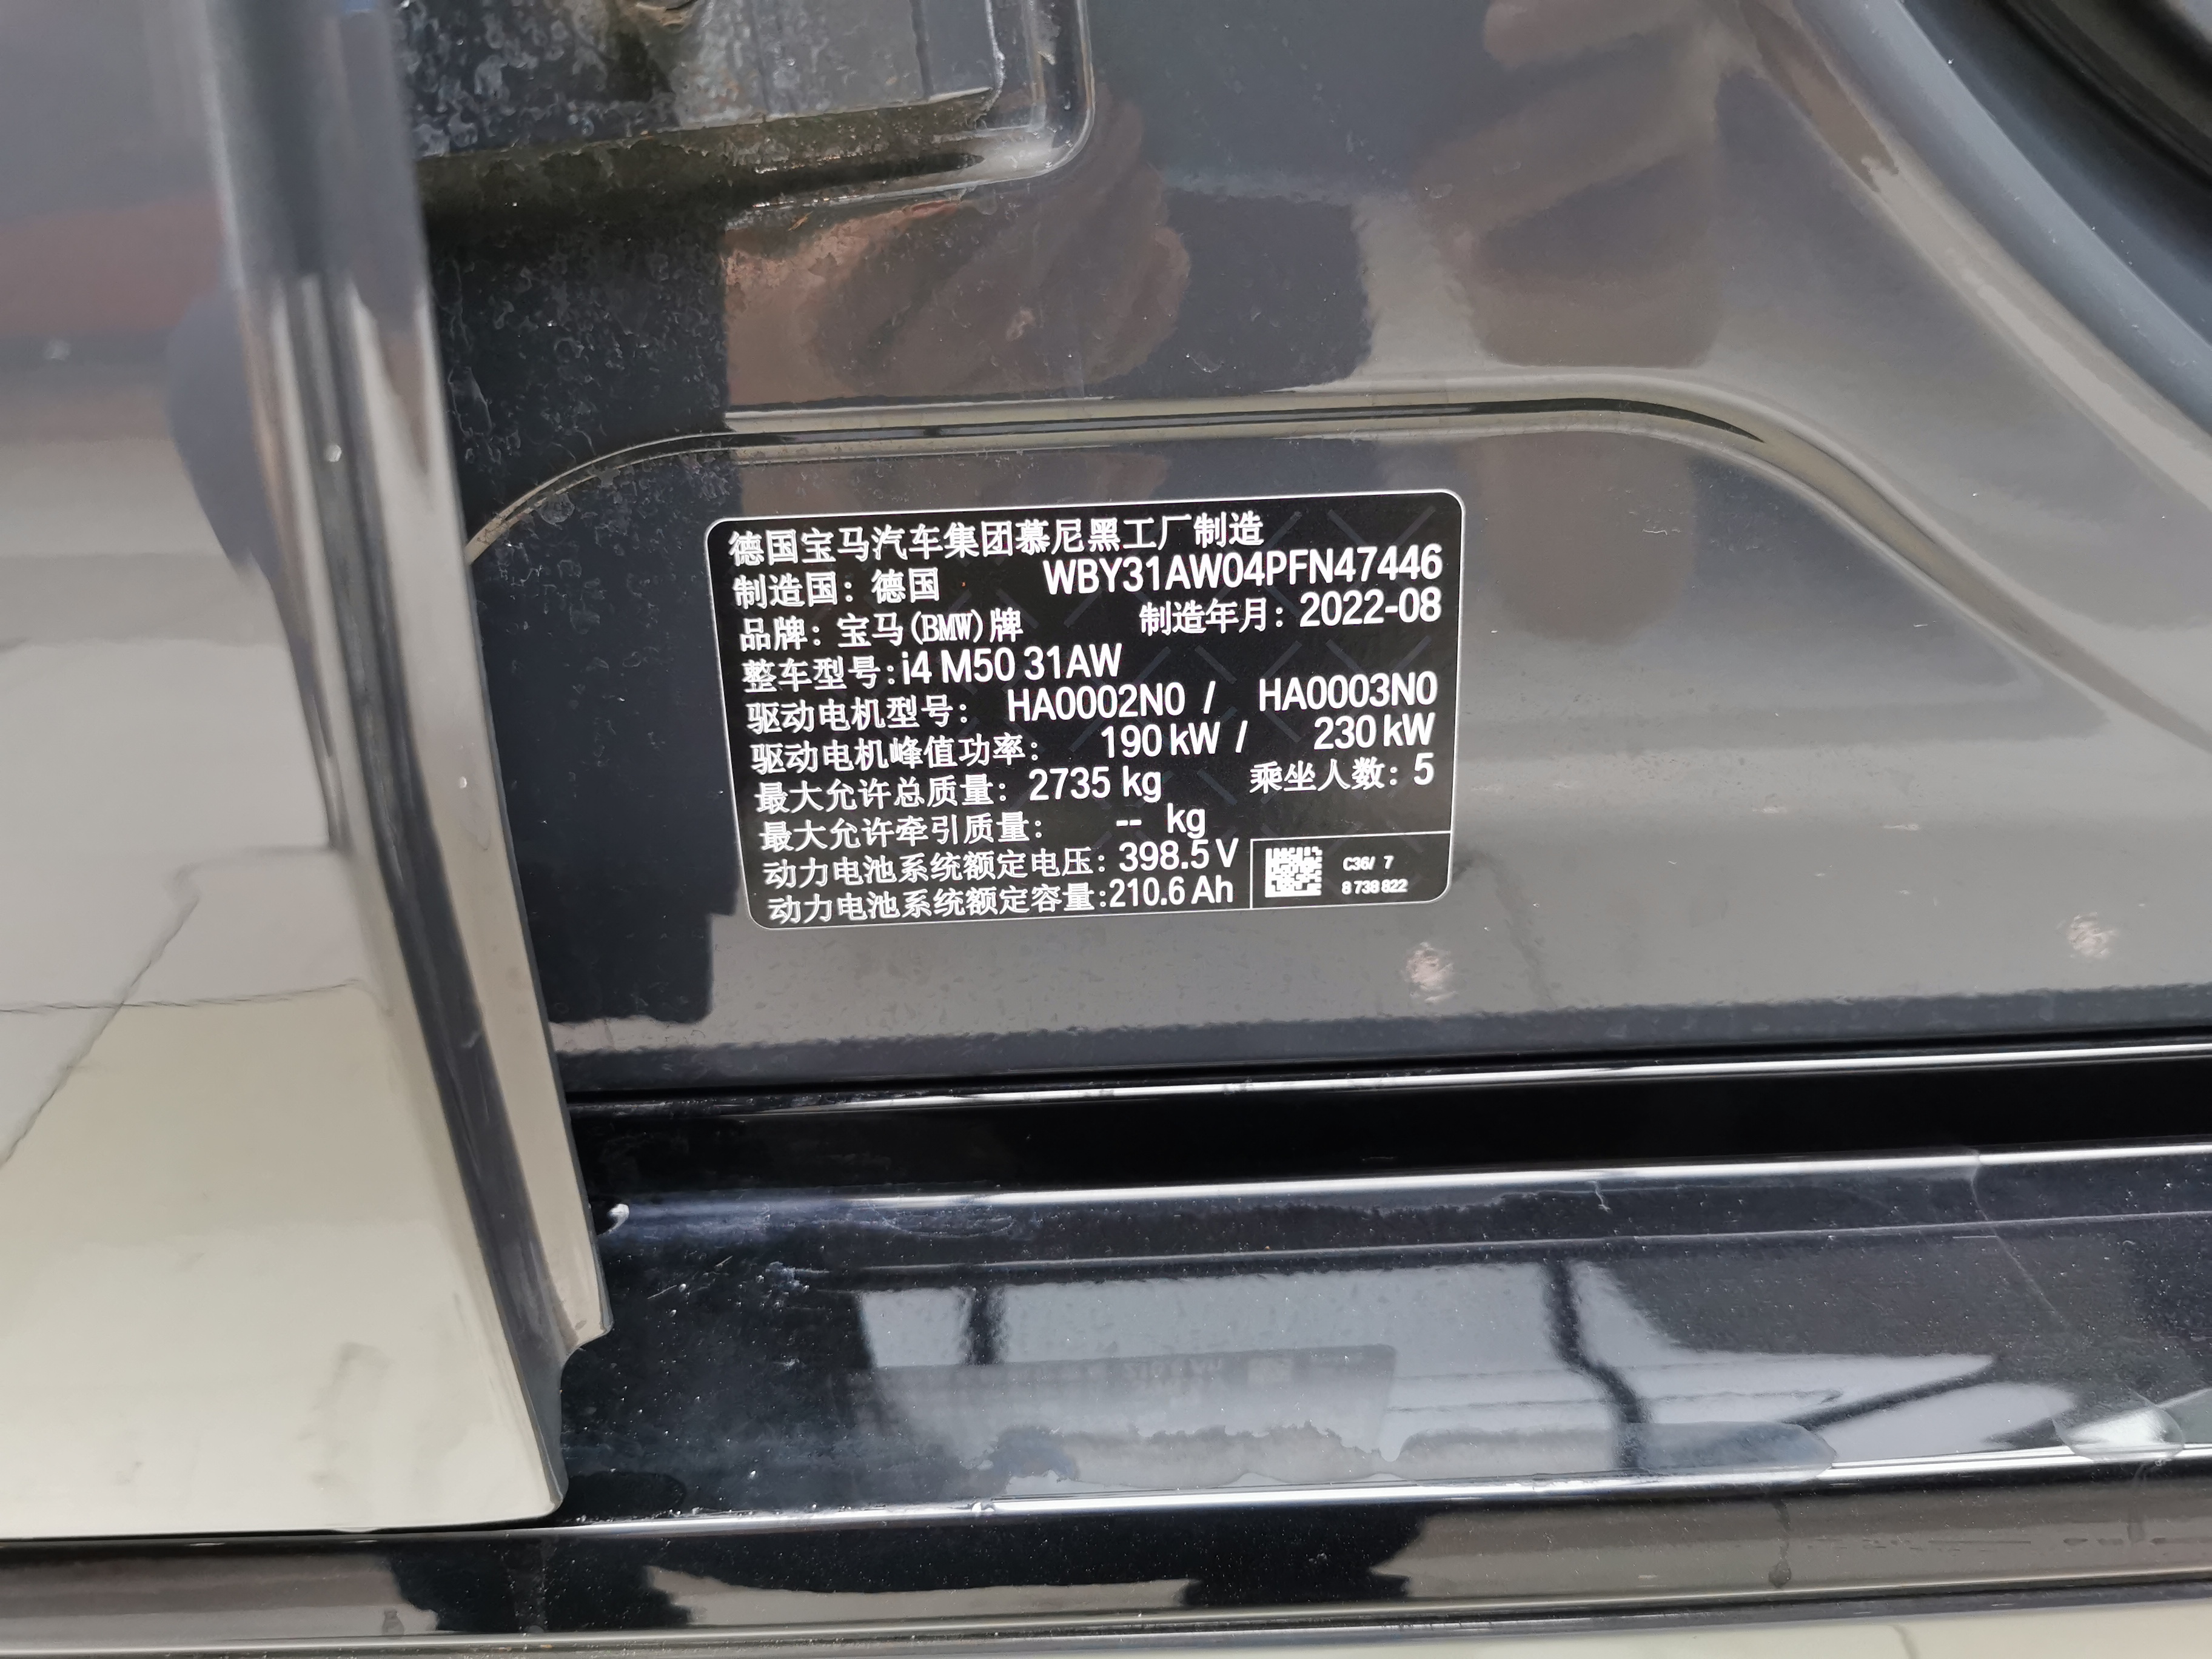 德国宝马汽车集团慕尼黑工厂制造
制造国：德国 WBY31AW04PFN47446
品牌：宝马(BMW)牌 制造年月：2022-08
整车型号:i4 M50 31AW
驱动电机型号： HA0002N0 / HA0003N0
驱动电机峰值功率： 190 kW / 230 kW
最大允许总质量：2735 kg 乘坐人数：5
最大允许牵引质量： -- kg
动力电池系统额定电压：398.5 V
动力电池系统额定容量:210.6 Ah
C36/ 7
8 738 822